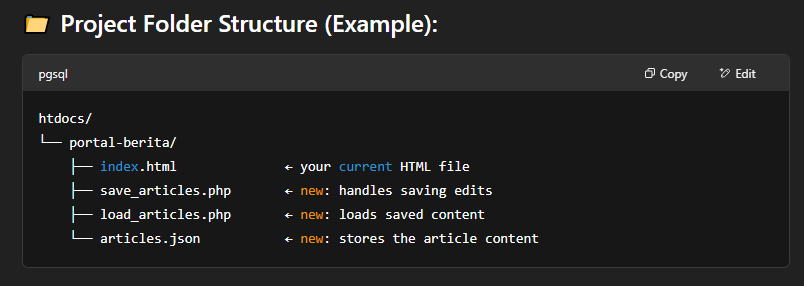 📁 Project Folder Structure (Example):
pgsql Copy Edit
htdocs/
└── portal-berita/
    ├── index.html              ← your current HTML file
    ├── save_articles.php       ← new: handles saving edits
    ├── load_articles.php       ← new: loads saved content
    └── articles.json           ← new: stores the article content